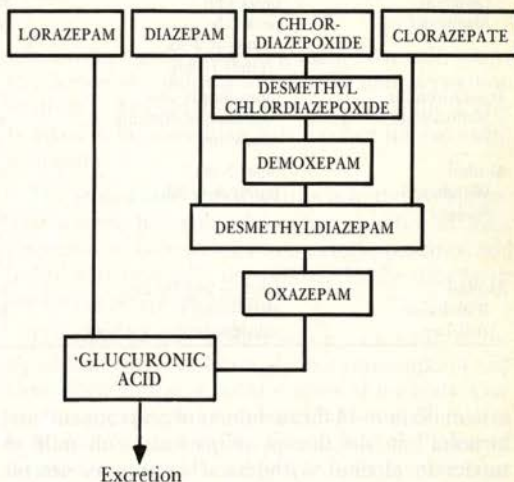 LORAZEPAM
DIAZEPAM
CHLOR-
DIAZEPOXIDE
CLORAZEPATE
DESMETHYL
CHLORDIAZEPOXIDE
DEMOXEPAM
DESMETHYLDIAZEPAM
OXAZEPAM
GLUCURONIC
ACID
Excretion